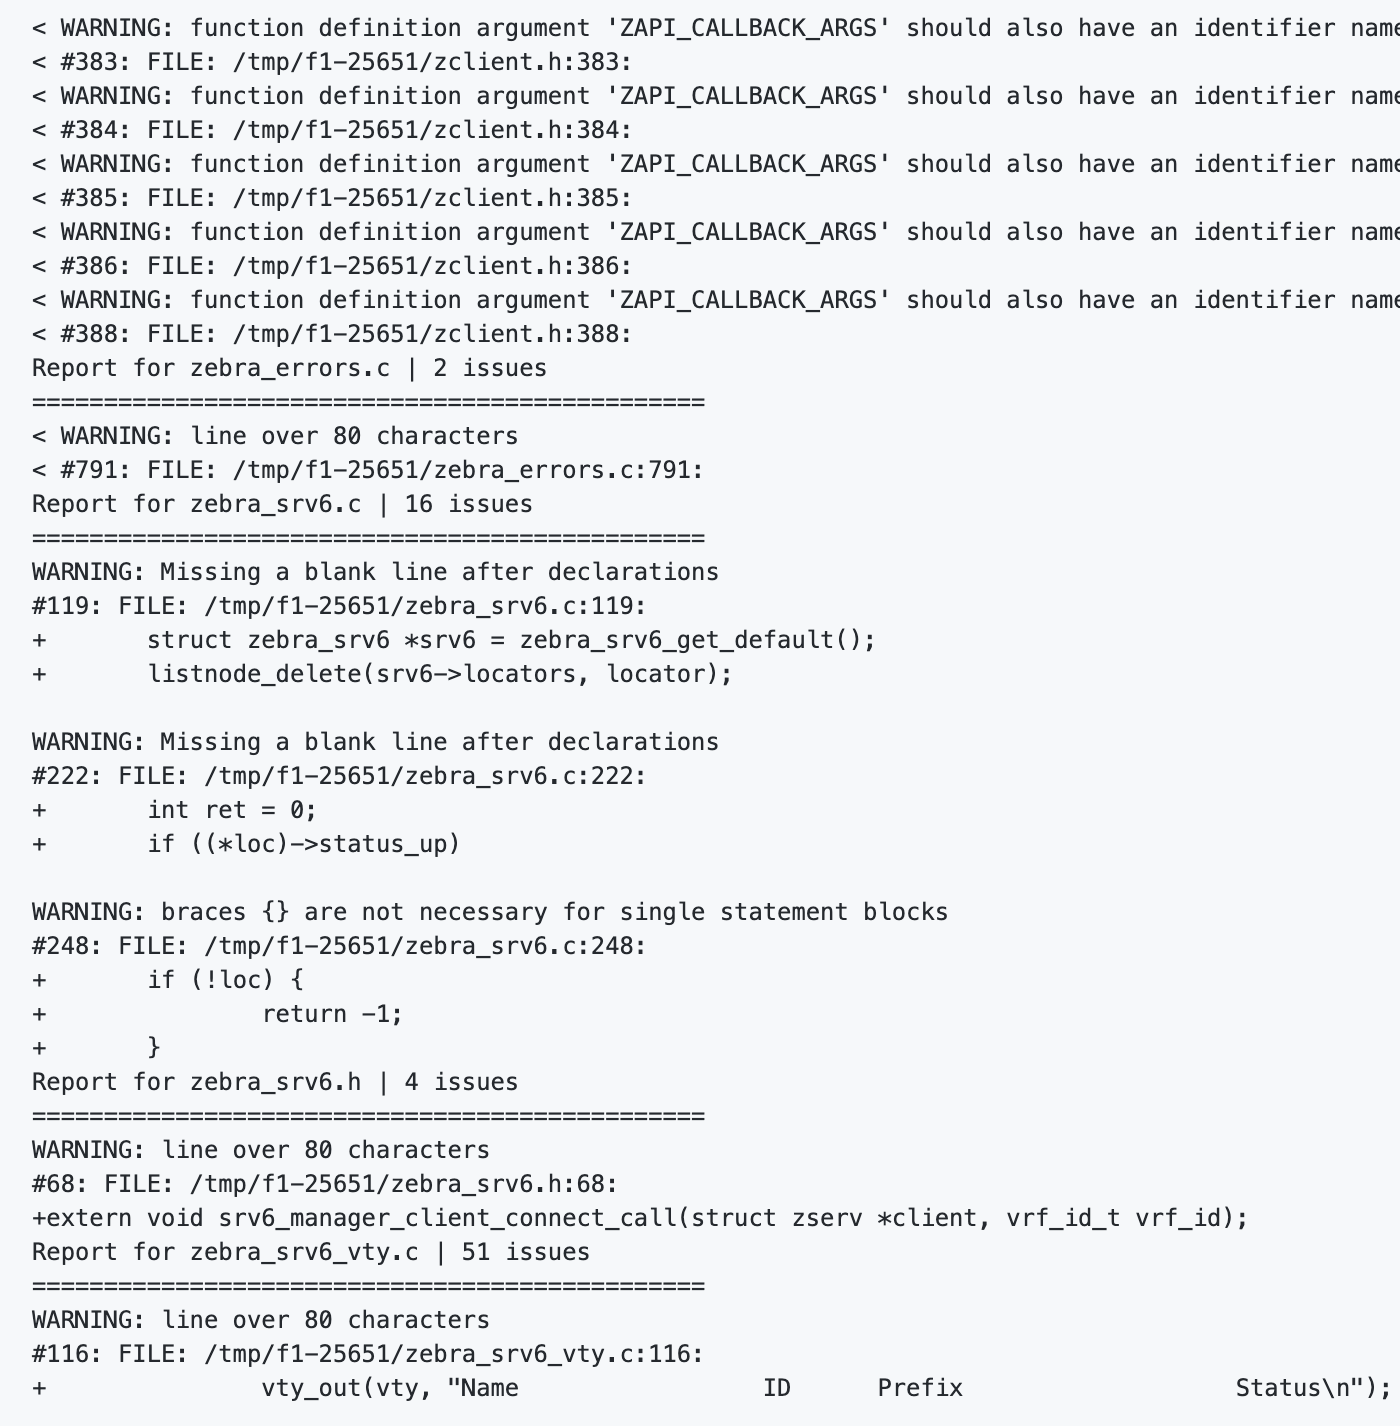 < WARNING: function definition argument 'ZAPI_CALLBACK_ARGS' should also have an identifier name
< #383: FILE: /tmp/f1-25651/zclient.h:383:
< WARNING: function definition argument 'ZAPI_CALLBACK_ARGS' should also have an identifier name
< #384: FILE: /tmp/f1-25651/zclient.h:384:
< WARNING: function definition argument 'ZAPI_CALLBACK_ARGS' should also have an identifier name
< #385: FILE: /tmp/f1-25651/zclient.h:385:
< WARNING: function definition argument 'ZAPI_CALLBACK_ARGS' should also have an identifier name
< #386: FILE: /tmp/f1-25651/zclient.h:386:
< WARNING: function definition argument 'ZAPI_CALLBACK_ARGS' should also have an identifier name
< #388: FILE: /tmp/f1-25651/zclient.h:388:
Report for zebra_errors.c | 2 issues
===============================================
< WARNING: line over 80 characters
< #791: FILE: /tmp/f1-25651/zebra_errors.c:791:
Report for zebra_srv6.c | 16 issues
===============================================
WARNING: Missing a blank line after declarations
#119: FILE: /tmp/f1-25651/zebra_srv6.c:119:
+       struct zebra_srv6 *srv6 = zebra_srv6_get_default();
+       listnode_delete(srv6->locators, locator);

WARNING: Missing a blank line after declarations
#222: FILE: /tmp/f1-25651/zebra_srv6.c:222:
+       int ret = 0;
+       if ((*loc)->status_up)

WARNING: braces {} are not necessary for single statement blocks
#248: FILE: /tmp/f1-25651/zebra_srv6.c:248:
+       if (!loc) {
+               return -1;
+       }
Report for zebra_srv6.h | 4 issues
===============================================
WARNING: line over 80 characters
#68: FILE: /tmp/f1-25651/zebra_srv6.h:68:
+extern void srv6_manager_client_connect_call(struct zserv *client, vrf_id_t vrf_id);
Report for zebra_srv6_vty.c | 51 issues
===============================================
WARNING: line over 80 characters
#116: FILE: /tmp/f1-25651/zebra_srv6_vty.c:116:
+               vty_out(vty, "Name                 ID      Prefix                   Status\n");